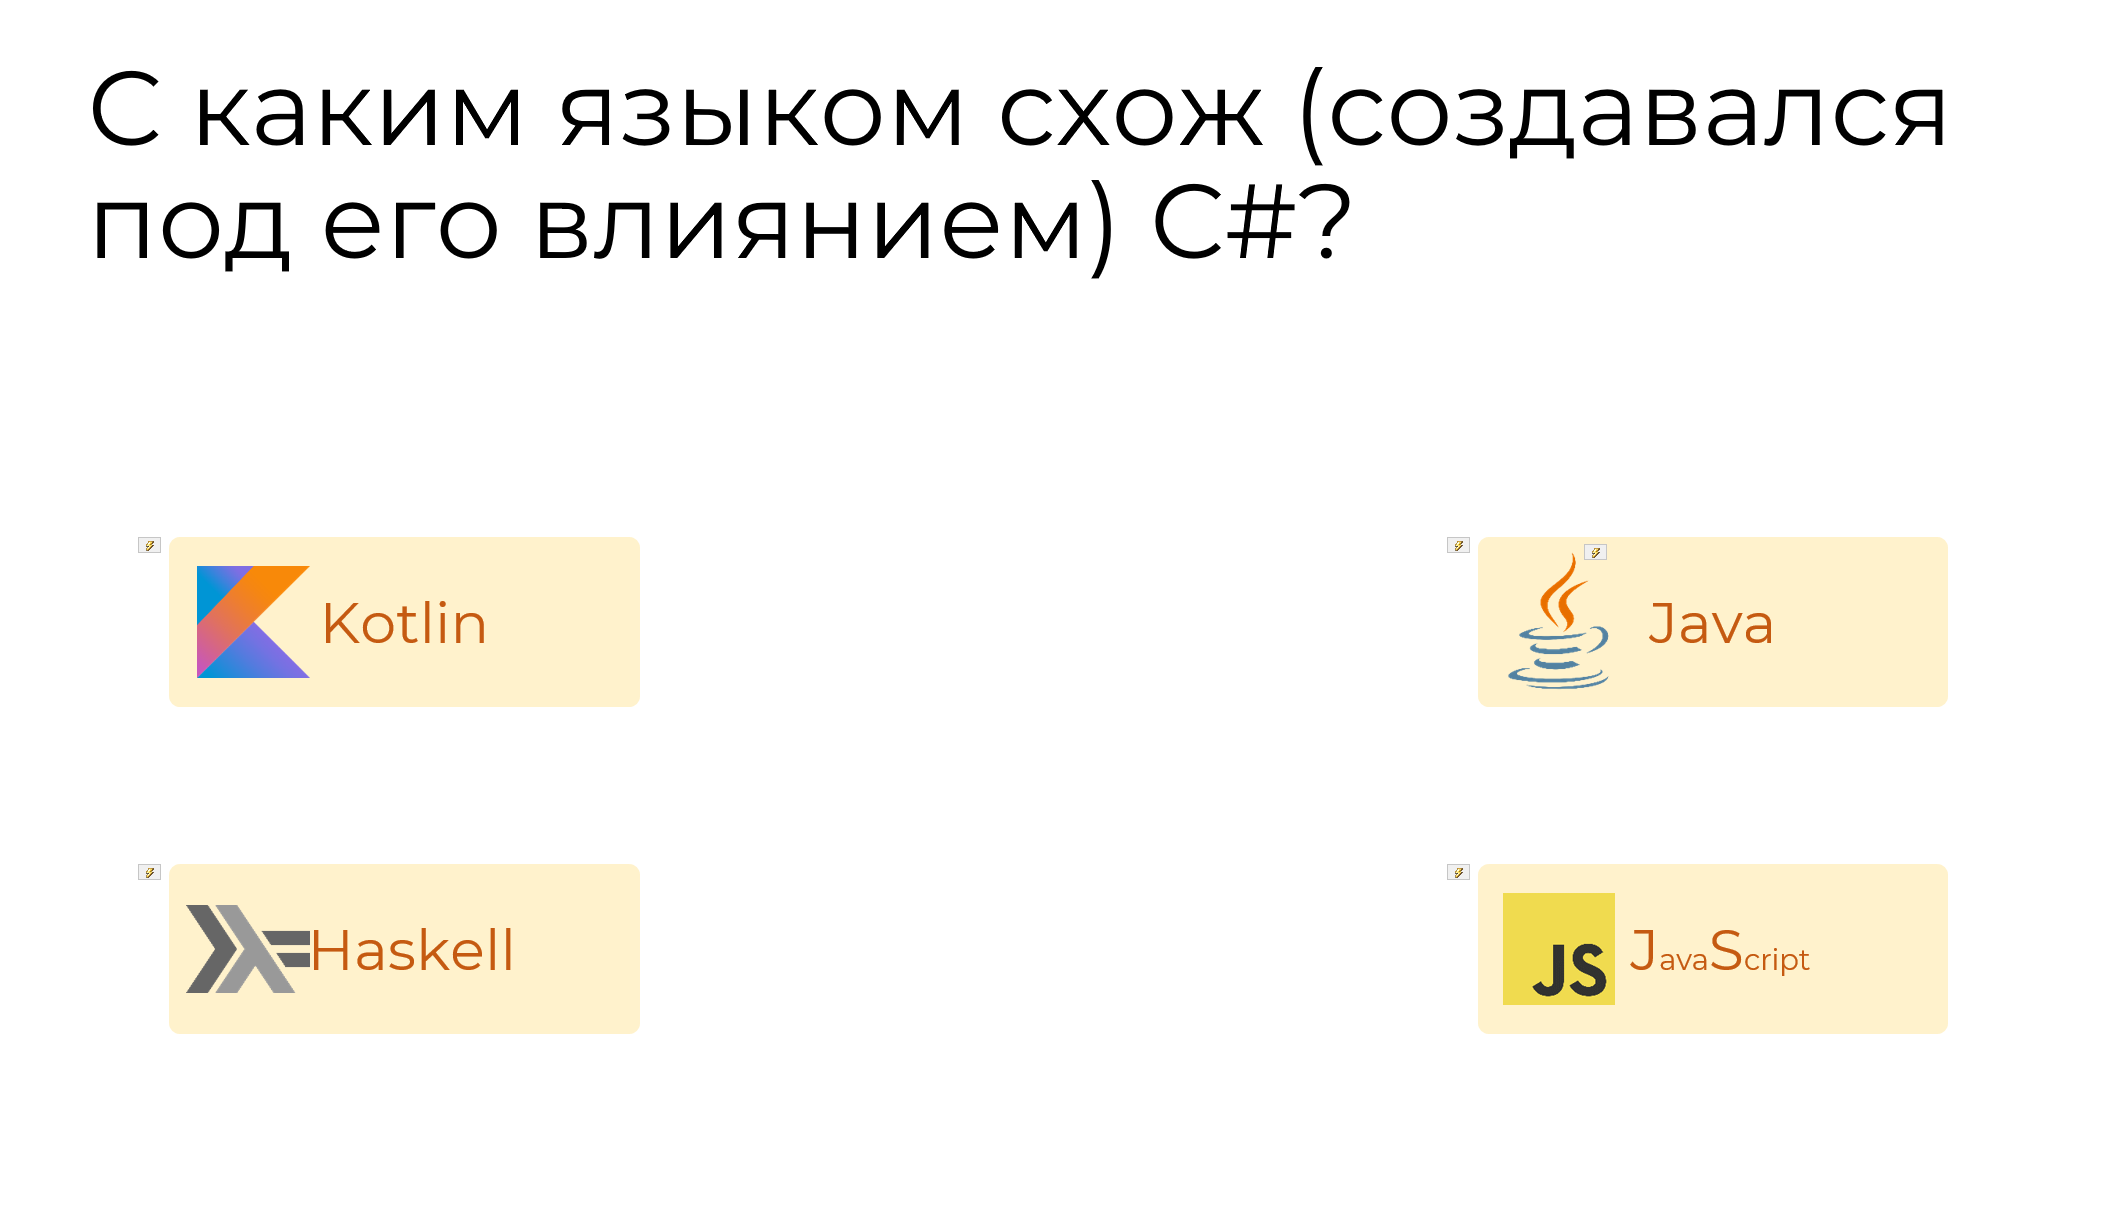 С каким языком схож (создавался
под его влиянием) C#?
Kotlin
Java
Haskell
JS JavaScript